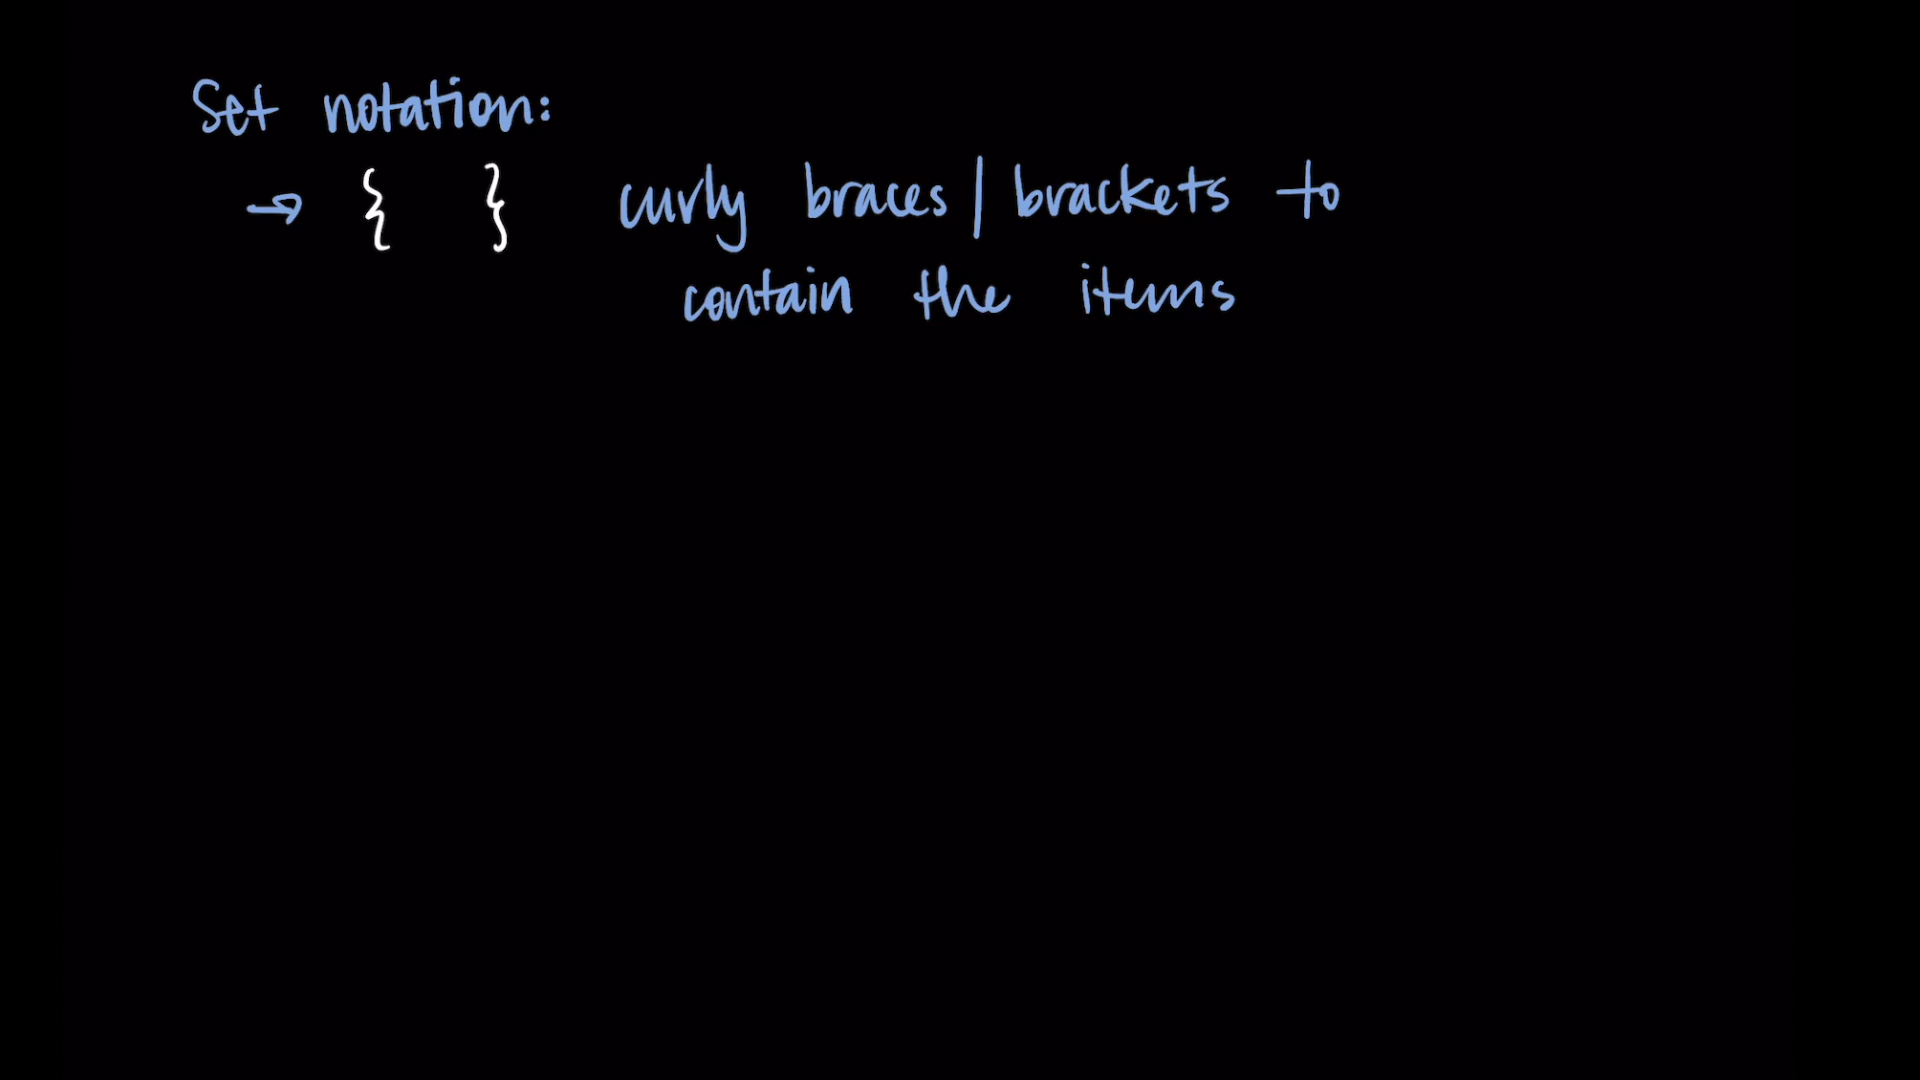 Set notation:
→ { } curly braces/brackets to
contain the items